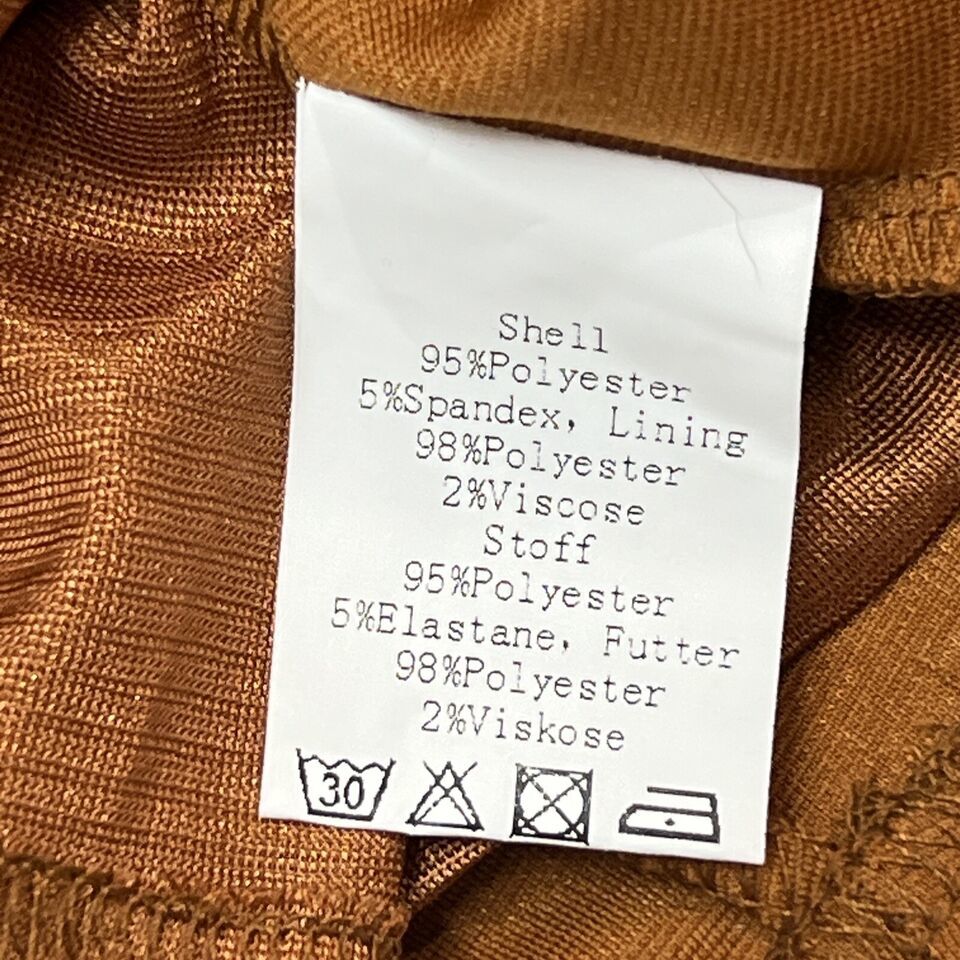 Shell
95%Polyester
5%Spandex, Lining
98%Polyester
2%Viscose
Stoff
95%Polyester
5%Elastane, Futter
98%Polyester
2%Viskose
30